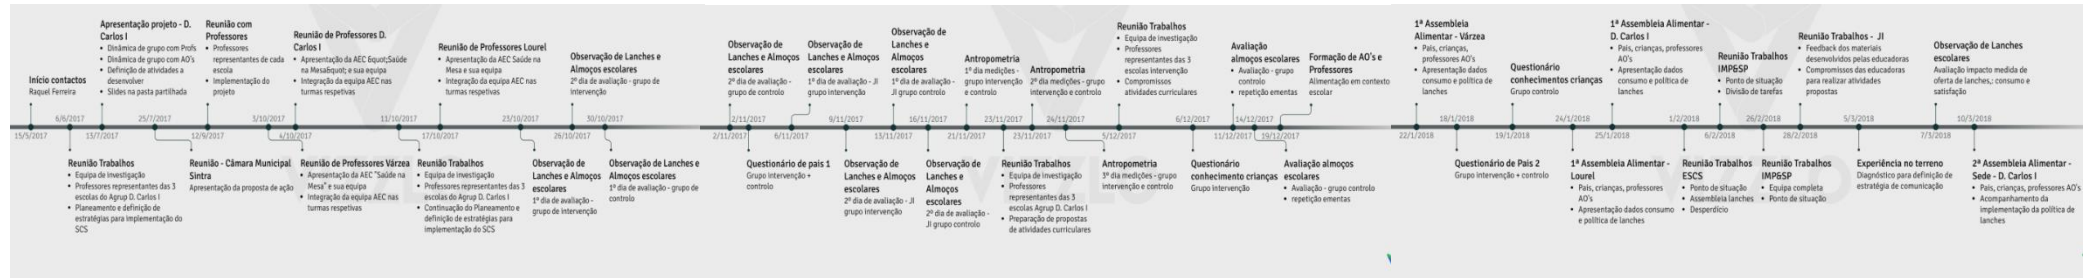 Início contactos
Raquel Ferreira
Apresentação projeto - D.
Carlos I
• Dinâmica de grupo com Profs
• Dinâmica de grupo com AO's
• Definição de atividades a
desenvolver
• Slides na pasta partilhada
Reunião com
Professores
• Professores
representantes de cada
escola
• Implementação do
projeto
Reunião de Professores D.
Carlos I
• Apresentação da AEC &quot;Saúde
na Mesa&quot; e sua equipa
• Integração da equipa AEC nas
turmas respetivas
Reunião de Professores Lourel
• Apresentação da AEC Saúde na
Mesa e sua equipa
• Integração da equipa AEC nas
turmas respetivas
Observação de Lanches e
Almoços escolares
2º dia de avaliação - grupo de
intervenção
15/5/2017
6/6/2017
13/7/2017
25/7/2017
12/9/2017
3/10/2017
4/10/2017
11/10/2017
17/10/2017
23/10/2017
26/10/2017
30/10/2017
Reunião Trabalhos
• Equipa de investigação
• Professores representantes das 3
escolas do Agrup D. Carlos I
• Planeamento e definição de
estratégias para implementação do
SCS
Reunião - Câmara Municipal
Sintra
Apresentação da proposta de ação
Reunião de Professores Várzea
• Apresentação da AEC "Saúde na
Mesa" e sua equipa
• Integração da equipa AEC nas
turmas respetivas
Reunião Trabalhos
• Equipa de investigação
• Professores representantes das 3
escolas do Agrup D. Carlos I
• Continuação do Planeamento e
definição de estratégias para
implementação do SCS
Observação de
Lanches e Almoços
escolares
1º dia de avaliação -
grupo de intervenção
Observação de Lanches e
Almoços escolares
1º dia de avaliação - grupo de
controlo
Observação de
Lanches e Almoços
escolares
2º dia de avaliação -
grupo de controlo
Observação de
Lanches e Almoços
escolares
1º dia de avaliação - JI
grupo intervenção
Observação de
Lanches e
Almoços
escolares
1º dia de avaliação -
JI grupo controlo
Antropometria
1º dia medições -
grupo intervenção
e controlo
Antropometria
2º dia medições - grupo
intervenção e controlo
Reunião Trabalhos
• Equipa de investigação
• Professores
representantes das 3
escolas intervenção
• Compromissos
atividades curriculares
Avaliação
almoços escolares
• Avaliação - grupo
controlo
• repetição ementas
Formação de AO's e
Professores
Alimentação em contexto
escolar
2/11/2017
2/11/2017
6/11/2017
9/11/2017
13/11/2017
16/11/2017
21/11/2017
23/11/2017
23/11/2017
24/11/2017
5/12/2017
6/12/2017
11/12/2017
14/12/2017
19/12/2017
Questionário de pais 1
Grupo intervenção +
controlo
Observação de
Lanches e Almoços
escolares
2º dia de avaliação - JI
grupo intervenção
Observação de
Lanches e
Almoços
escolares
2º dia de avaliação -
JI grupo controlo
Reunião Trabalhos
• Equipa de investigação
• Professores
representantes das 3
escolas Agrup D. Carlos I
• Preparação de propostas
de atividades curriculares
Antropometria
3º dia medições - grupo
intervenção e controlo
Questionário
conhecimento crianças
Grupo intervenção
Avaliação almoços
escolares
• Avaliação - grupo controlo
• repetição ementas
1ª Assembleia
Alimentar - Várzea
• Pais, crianças,
professores AO's
• Apresentação dados
consumo e política de
lanches
Questionário
conhecimentos crianças
Grupo controlo
1ª Assembleia Alimentar -
D. Carlos I
• Pais, crianças, professores
AO's
• Apresentação dados
consumo e política de
lanches
Reunião Trabalhos
IMP&SP
• Ponto de situação
• Divisão de tarefas
Reunião Trabalhos - JI
• Feedback dos materiais
desenvolvidos pelas educadoras
• Compromissos das educadoras
para realizar atividades
propostas
Observação de Lanches
escolares
Avaliação impacto medida de
oferta de lanches,: consumo e
satisfação
22/1/2018
18/1/2018
19/1/2018
24/1/2018
25/1/2018
1/2/2018
6/2/2018
26/2/2018
28/2/2018
5/3/2018
7/3/2018
10/3/2018
Questionário de Pais 2
Grupo intervenção + controlo
1ª Assembleia Alimentar -
Lourel
• Pais, crianças, professores
AO's
• Apresentação dados consumo
e política de lanches
Reunião Trabalhos
ESCS
• Ponto de situação
• Assembleia lanches
• Desperdício
Reunião Trabalhos
IMP&SP
• Equipa completa
• Ponto de situação
Experiência no terreno
Diagnóstico para definição de
estratégia de comunicação
2ª Assembleia Alimentar -
Sede - D. Carlos I
• Pais, crianças, professores AO's
• Acompanhamento da
implementação da política de
lanches